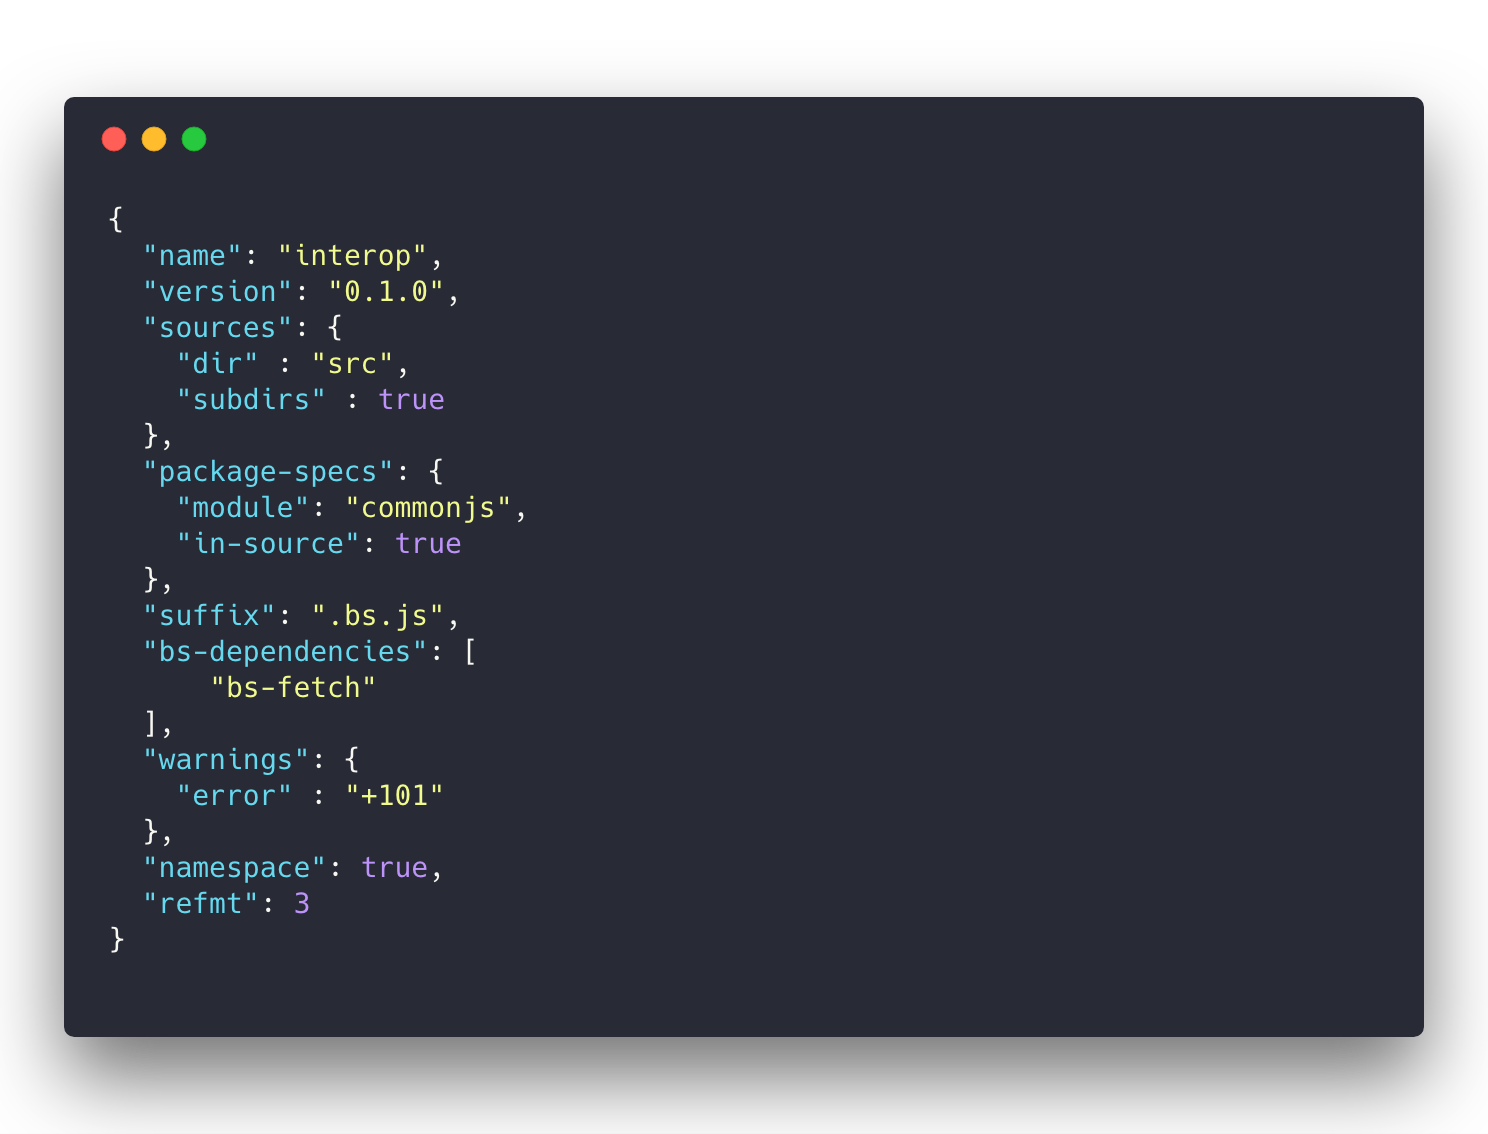 {
  "name": "interop",
  "version": "0.1.0",
  "sources": {
    "dir" : "src",
    "subdirs" : true
  },
  "package-specs": {
    "module": "commonjs",
    "in-source": true
  },
  "suffix": ".bs.js",
  "bs-dependencies": [
      "bs-fetch"
  ],
  "warnings": {
    "error" : "+101"
  },
  "namespace": true,
  "refmt": 3
}